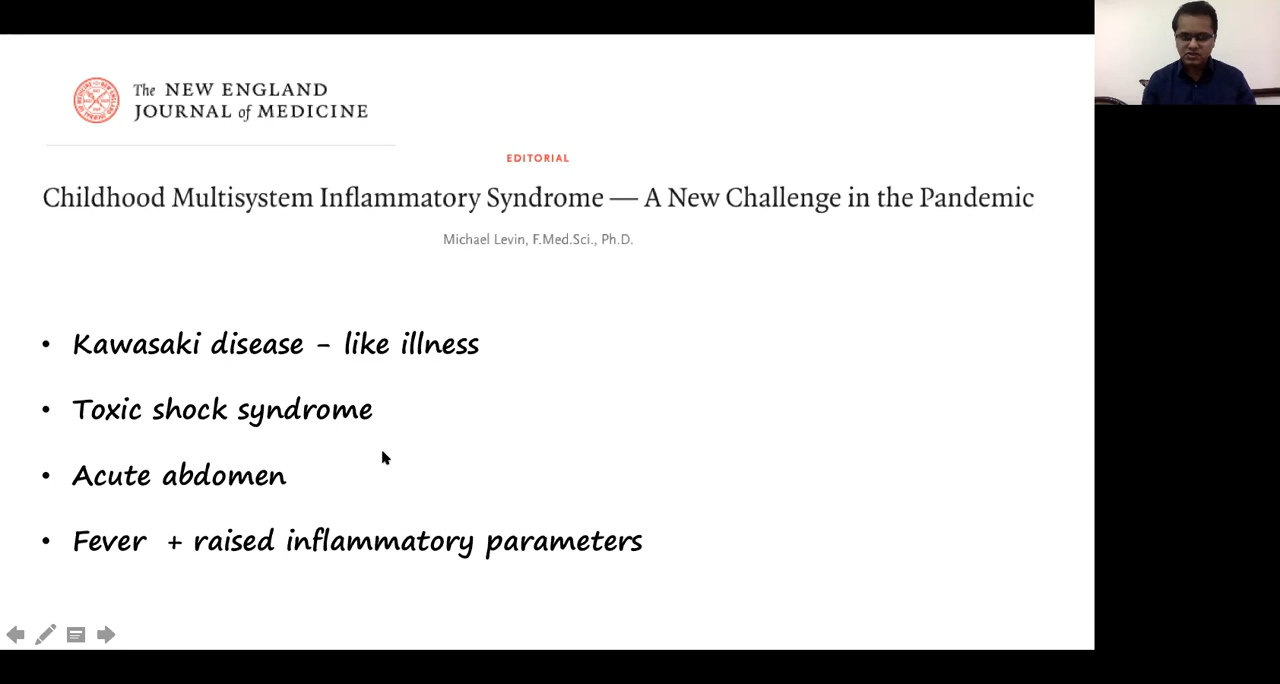 The NEW ENGLAND
JOURNAL of MEDICINE
EDITORIAL
Childhood Multisystem Inflammatory Syndrome — A New Challenge in the Pandemic
Michael Levin, F.Med.Sci., Ph.D.
• Kawasaki disease - like illness
• Toxic shock syndrome
• Acute abdomen
• Fever + raised inflammatory parameters